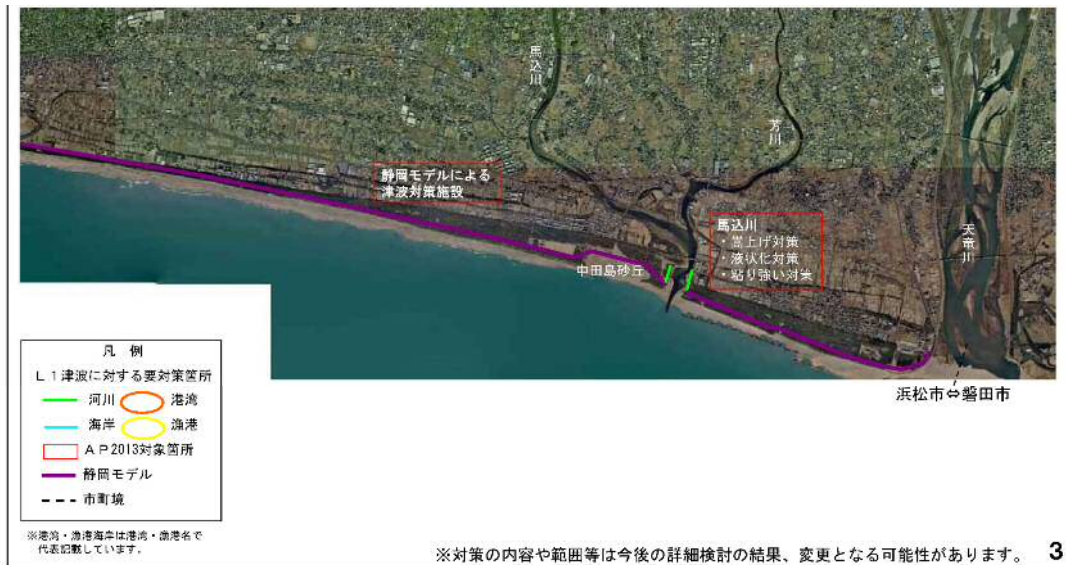 馬込川
芳川
天竜川
静岡モデルによる
津波対策施設
馬込川
・嵩上げ対策
・液状化対策
・粘り強い対策
中田島砂丘
浜松市⇔磐田市
凡 例
L1津波に対する要対策箇所
河川 港湾
海岸 漁港
AP2013対象箇所
静岡モデル
市町境
※港湾・漁港海岸は港湾・漁港名で
代表記載しています。
※対策の内容や範囲等は今後の詳細検討の結果、変更となる可能性があります。 3